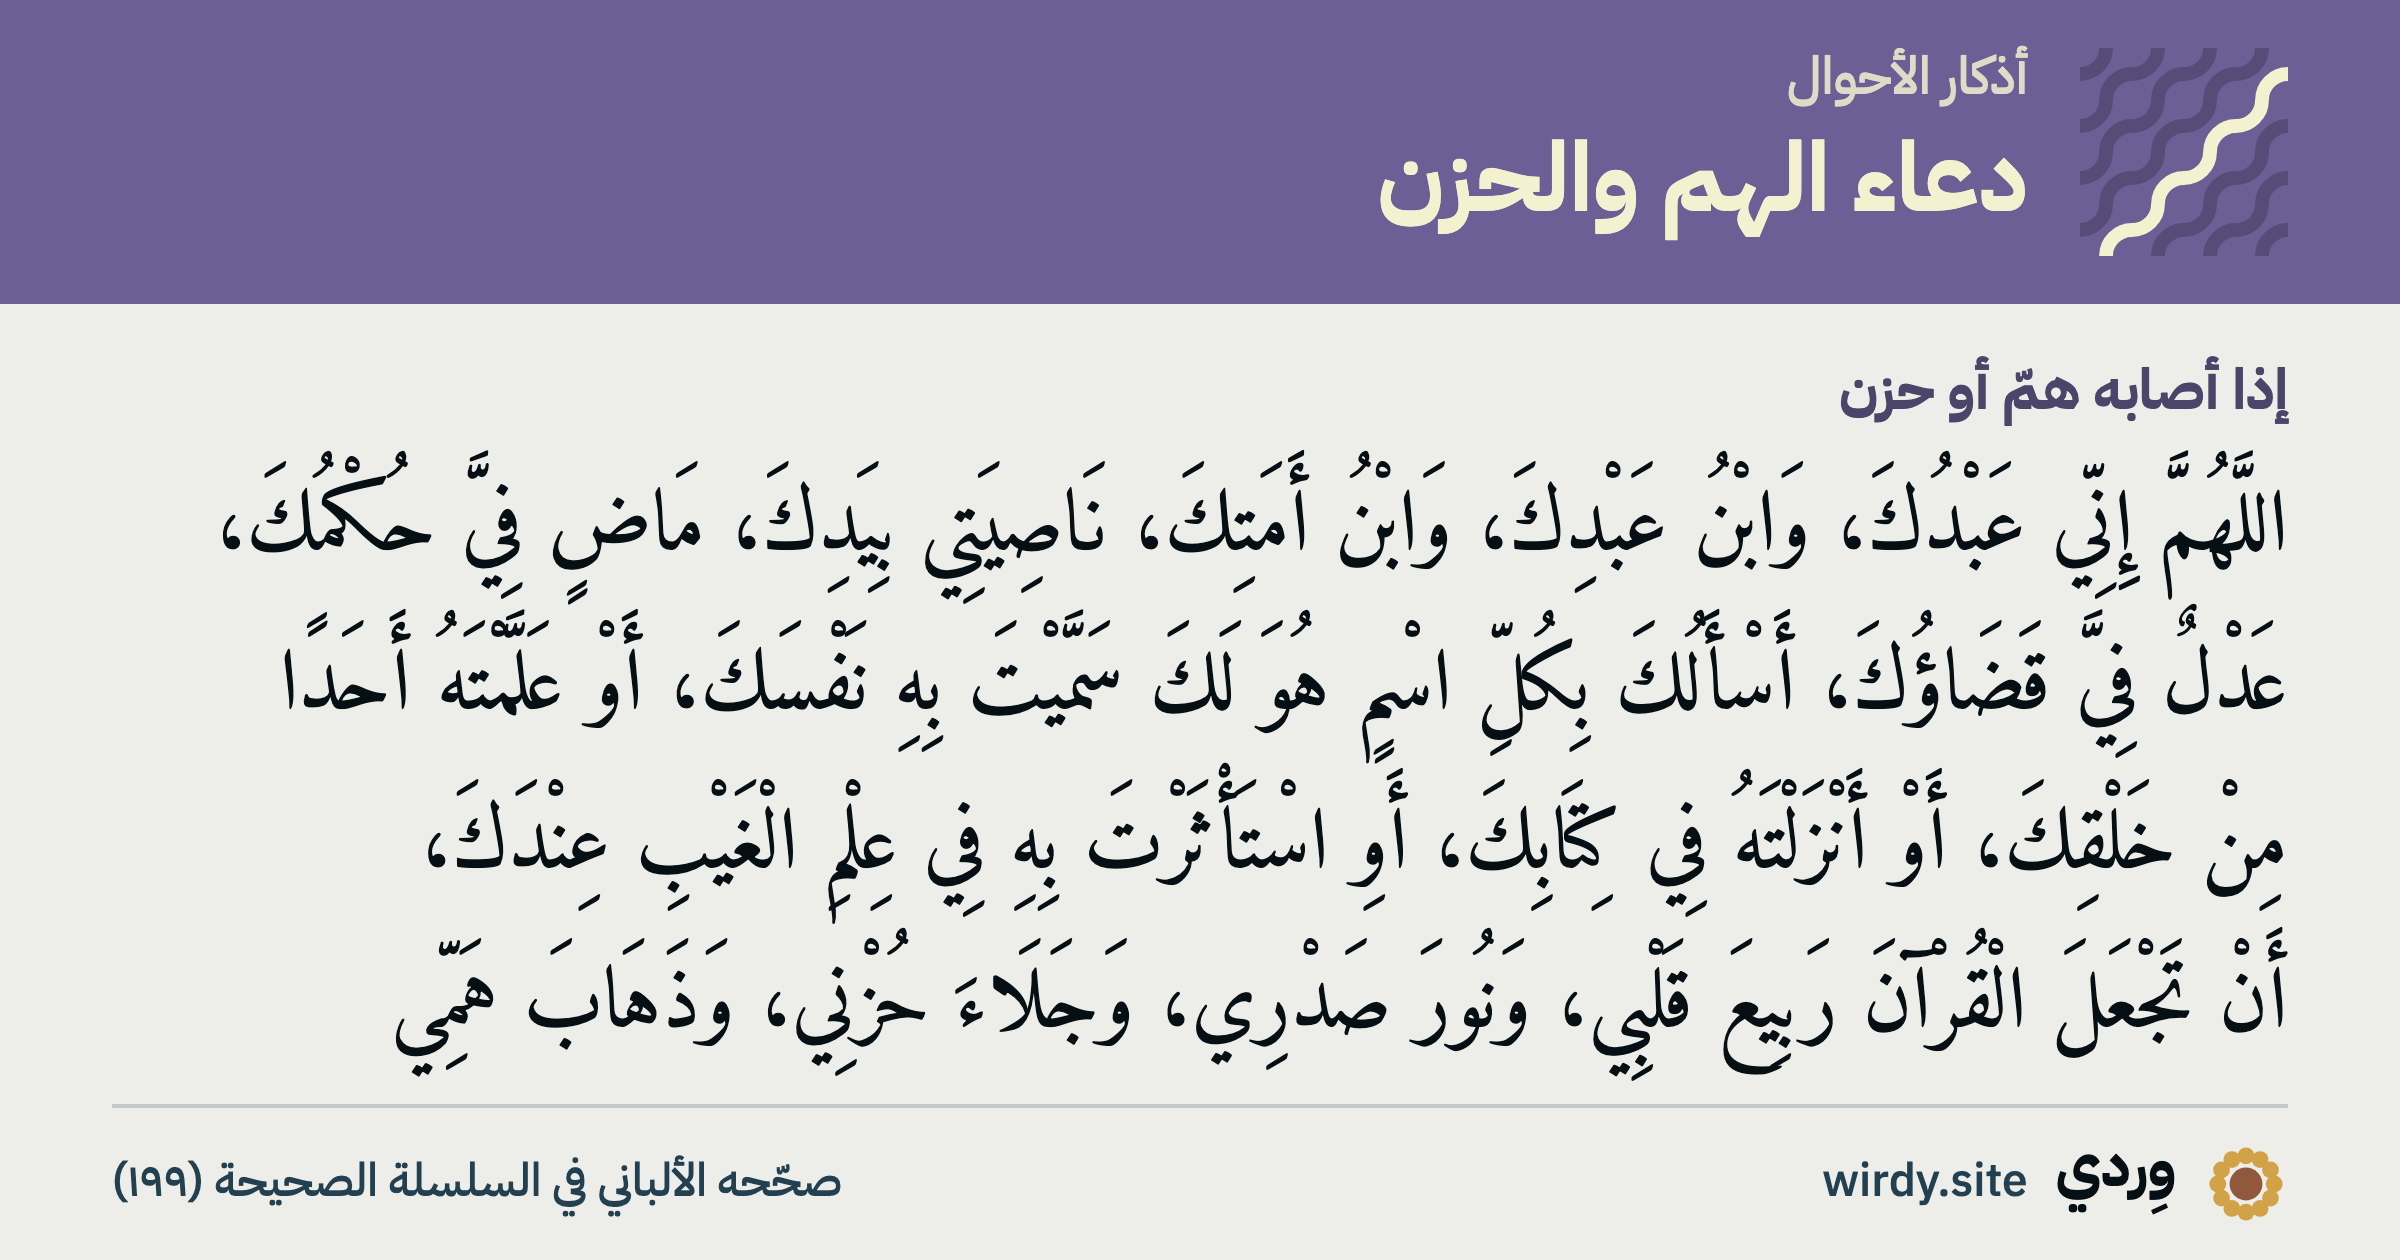 أذكار الأحوال
دعاء الهم والحزن
إذا أصابه همّ أو حزن
اللَّهُمَّ إِنِّي عَبْدُكَ، وَابْنُ عَبْدِكَ، وَابْنُ أَمَتِكَ، نَاصِيَتِي بِيَدِكَ، مَاضٍ فِيَّ حُكْمُكَ،
عَدْلٌ فِيَّ قَضَاؤُكَ، أَسْأَلُكَ بِكُلِّ اسْمٍ هُوَ لَكَ سَمَّيْتَ بِهِ نَفْسَكَ، أَوْ عَلَّمْتَهُ أَحَدًا
مِنْ خَلْقِكَ، أَوْ أَنْزَلْتَهُ فِي كِتَابِكَ، أَوِ اسْتَأْثَرْتَ بِهِ فِي عِلْمِ الْغَيْبِ عِنْدَكَ،
أَنْ تَجْعَلَ الْقُرْآنَ رَبِيعَ قَلْبِي، وَنُورَ صَدْرِي، وَجَلَاءَ حُزْنِي، وَذَهَابَ هَمِّي
وِردي wirdy.site
صحّحه الألباني في السلسلة الصحيحة (١٩٩)